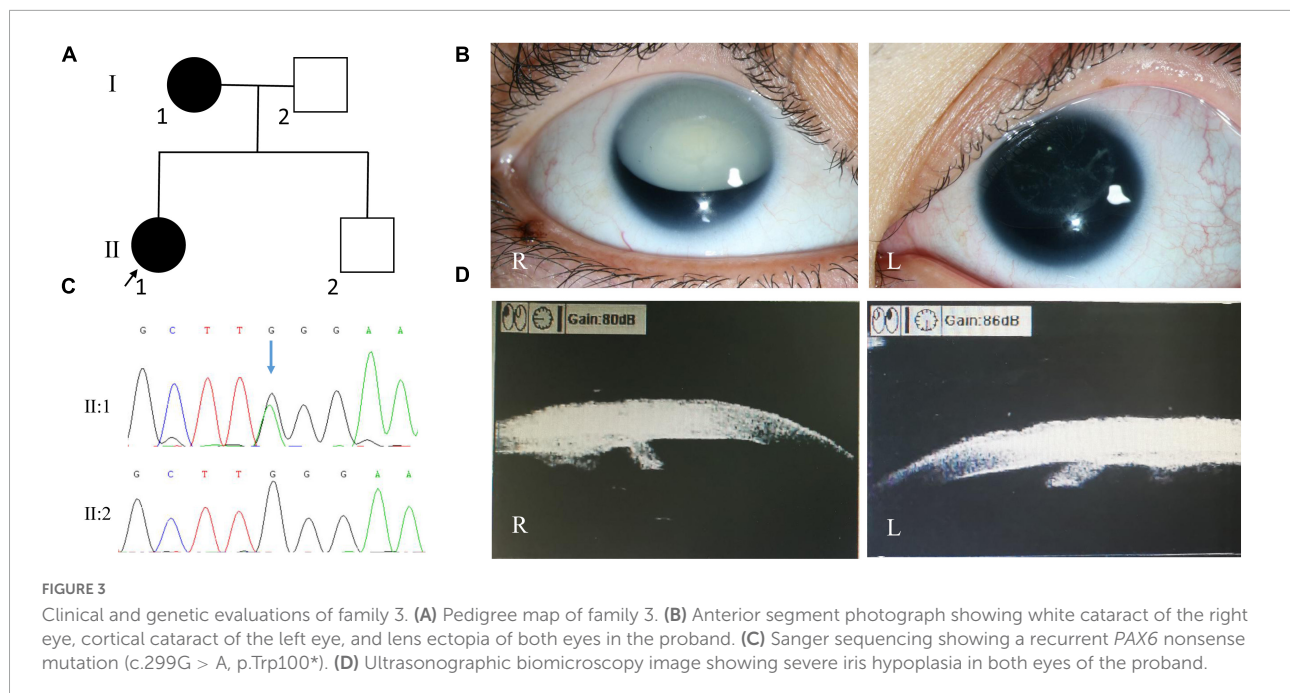 A
I
1
2
II
1
2
B
R
L
C
G C T T G G G A A
II:1
G C T T G G G A A
II:2
D
Gain:80dB
R
Gain:86dB
L
FIGURE 3
Clinical and genetic evaluations of family 3. (A) Pedigree map of family 3. (B) Anterior segment photograph showing white cataract of the right
eye, cortical cataract of the left eye, and lens ectopia of both eyes in the proband. (C) Sanger sequencing showing a recurrent PAX6 nonsense
mutation (c.299G > A, p.Trp100*). (D) Ultrasonographic biomicroscopy image showing severe iris hypoplasia in both eyes of the proband.